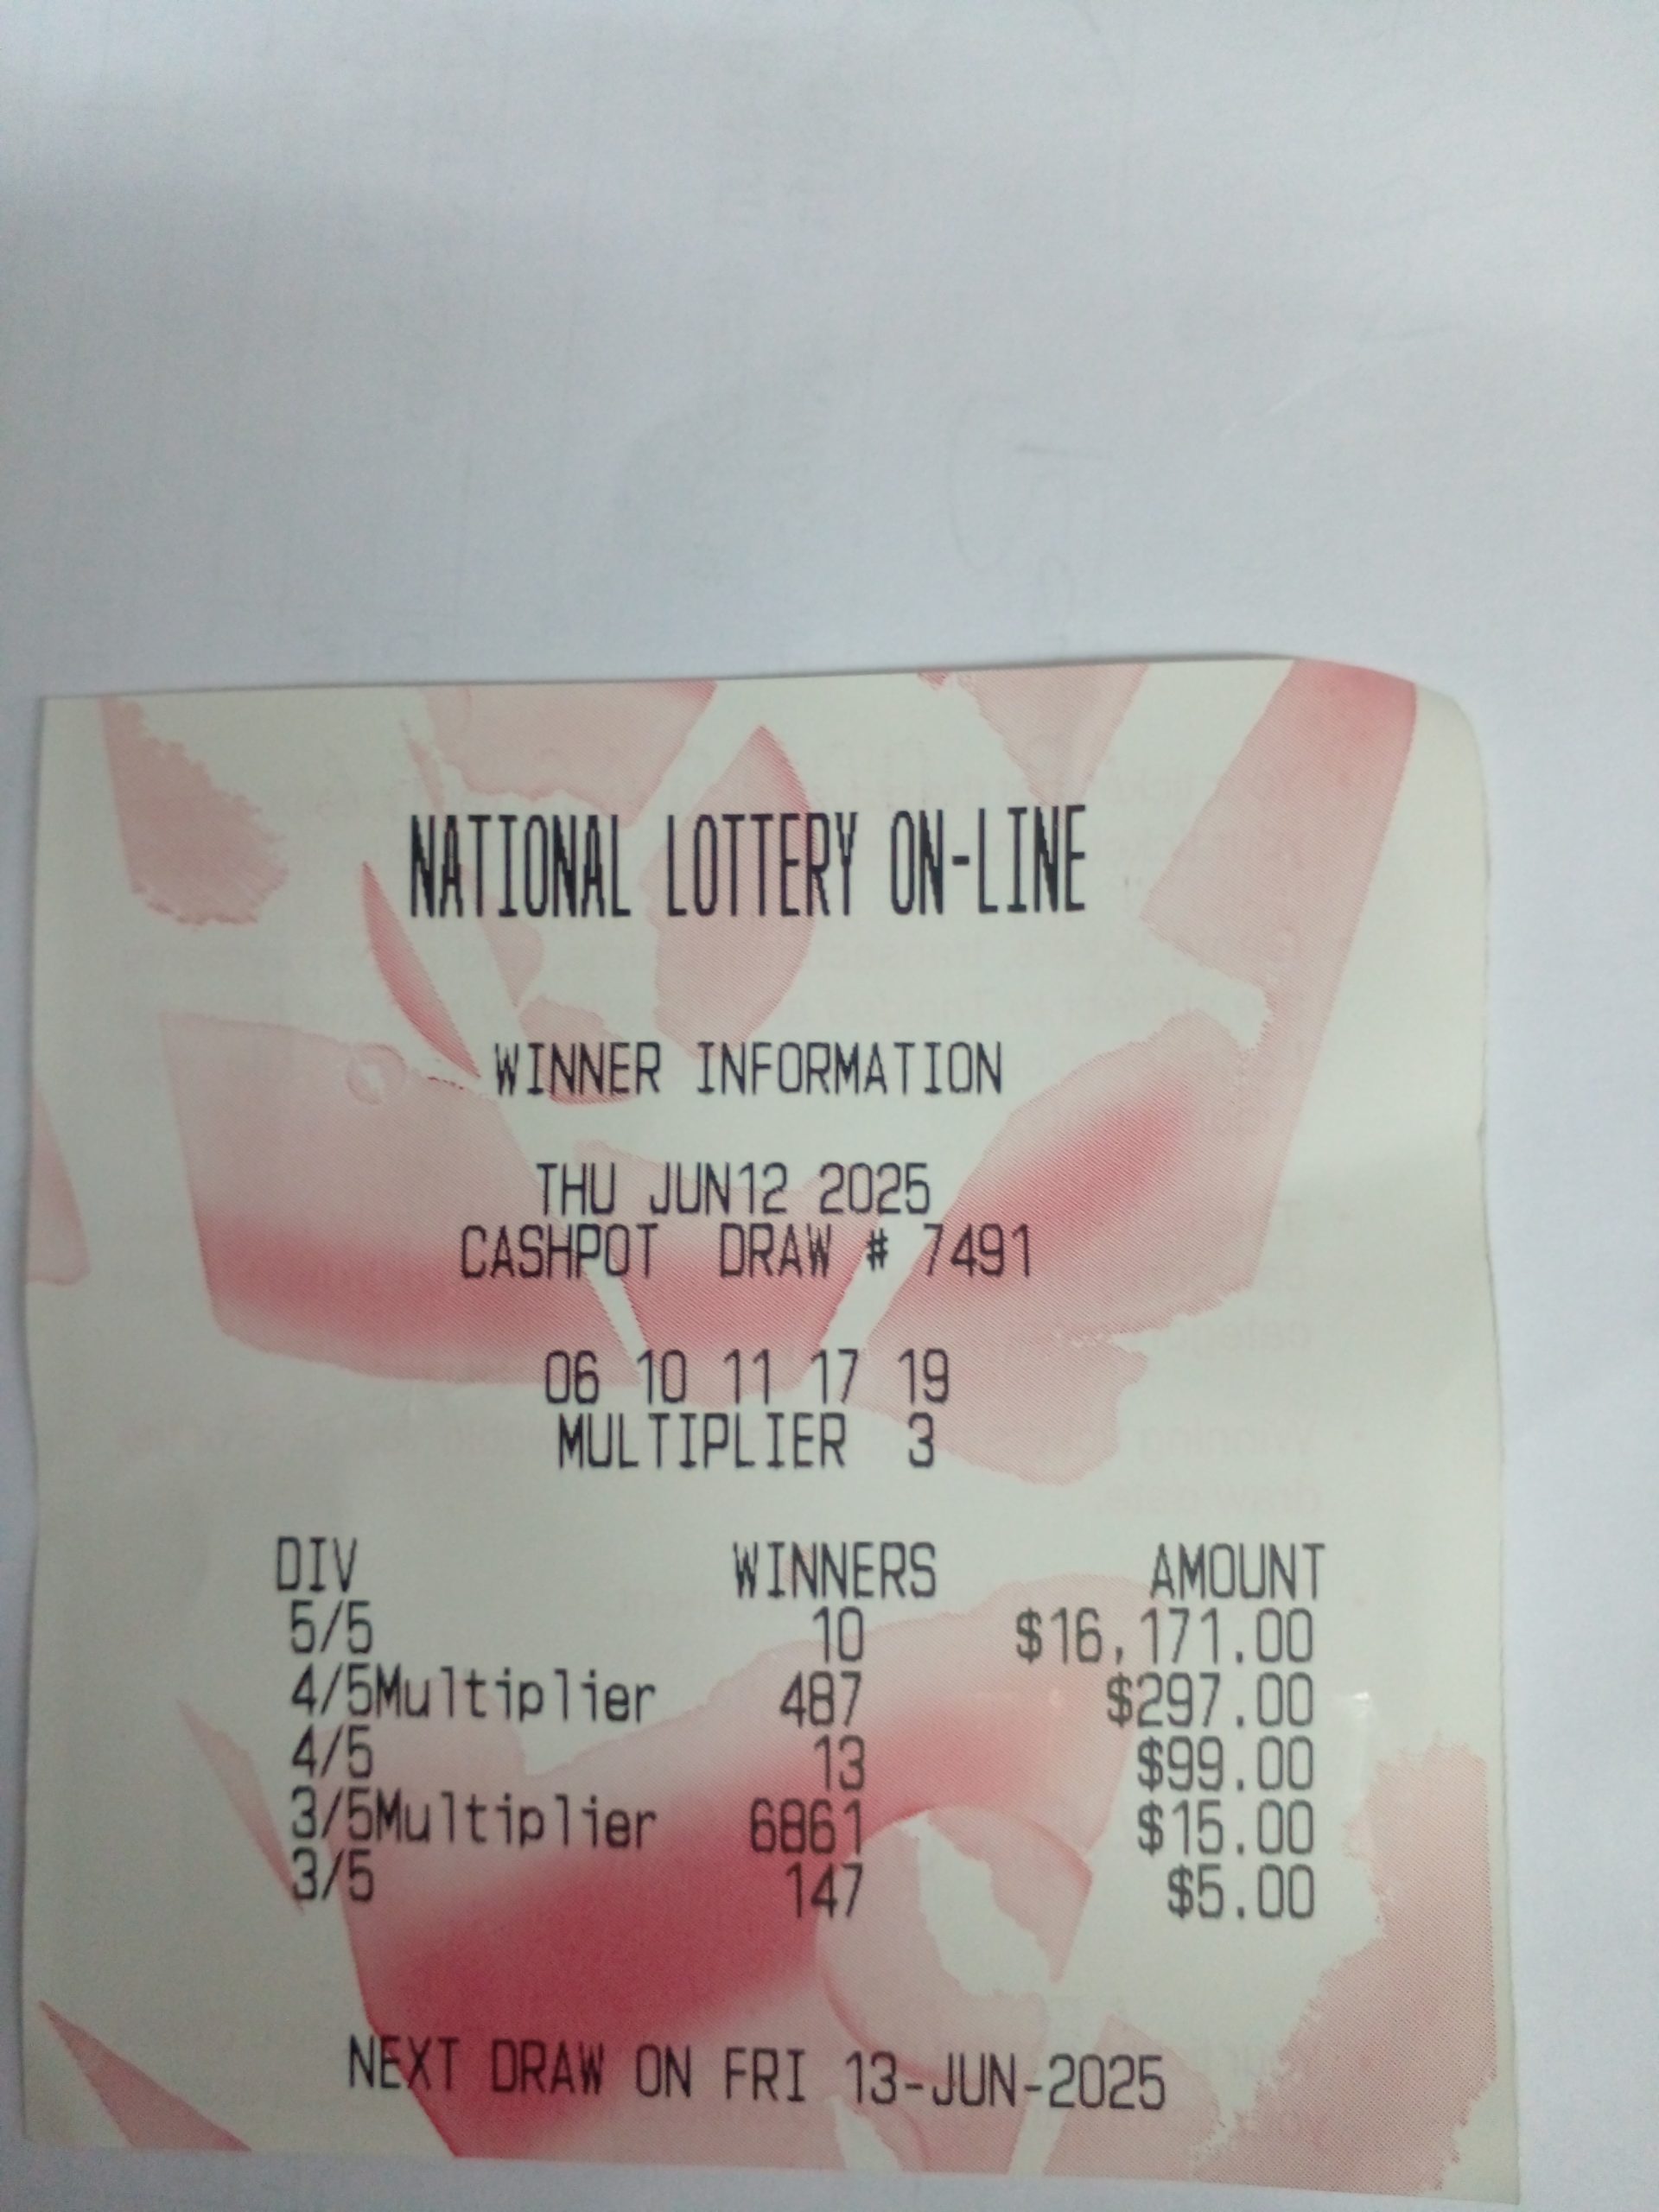 NATIONAL LOTTERY ON-LINE
WINNER INFORMATION
THU JUN12 2025
CASHPOT DRAW # 7491
06 10 11 17 19
MULTIPLIER 3
DIV WINNERS AMOUNT
5/5 10 $16,171.00
4/5Multiplier 487 $297.00
4/5 13 $99.00
3/5Multiplier 6861 $15.00
3/5 147 $5.00
NEXT DRAW ON FRI 13-JUN-2025